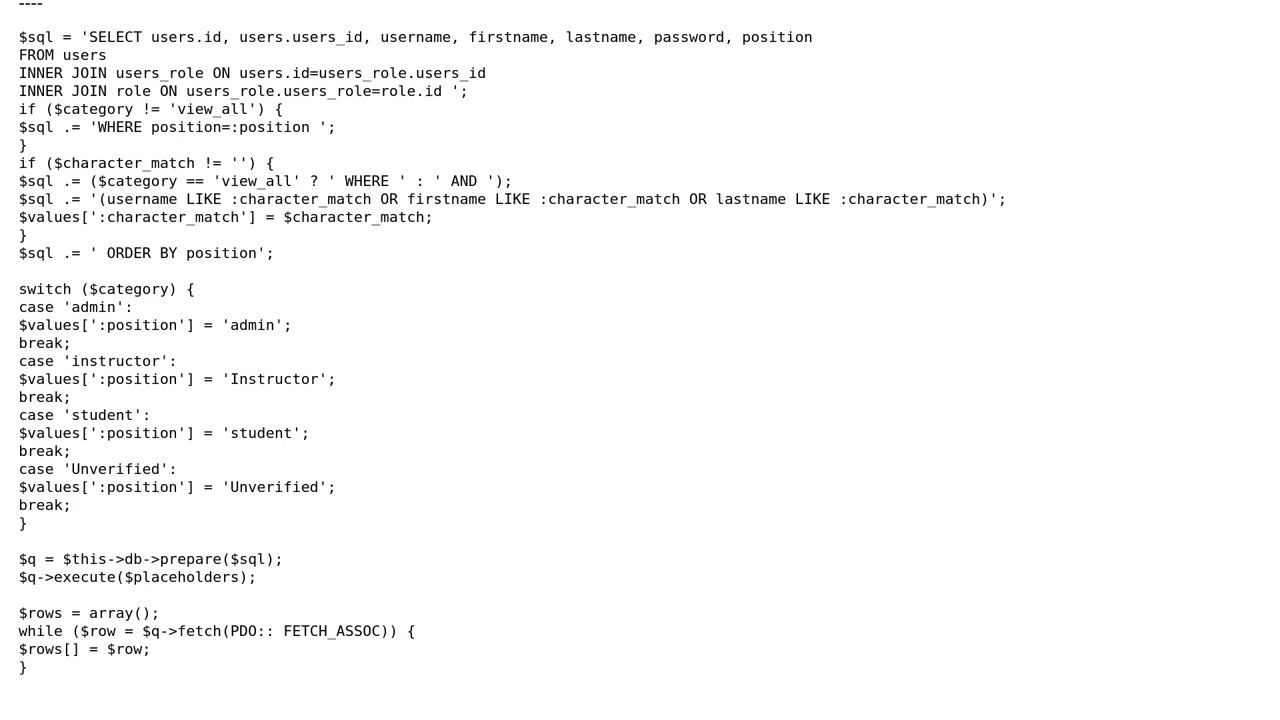 ----
$sql = 'SELECT users.id, users.users_id, username, firstname, lastname, password, position
FROM users
INNER JOIN users_role ON users.id=users_role.users_id
INNER JOIN role ON users_role.users_role=role.id ';
if ($category != 'view_all') {
$sql .= 'WHERE position=:position ';
}
if ($character_match != '') {
$sql .= ($category == 'view_all' ? ' WHERE ' : ' AND ');
$sql .= '(username LIKE :character_match OR firstname LIKE :character_match OR lastname LIKE :character_match)';
$values[':character_match'] = $character_match;
}
$sql .= ' ORDER BY position';
switch ($category) {
case 'admin':
$values[':position'] = 'admin';
break;
case 'instructor':
$values[':position'] = 'Instructor';
break;
case 'student':
$values[':position'] = 'student';
break;
case 'Unverified':
$values[':position'] = 'Unverified';
break;
}
$q = $this->db->prepare($sql);
$q->execute($placeholders);
$rows = array();
while ($row = $q->fetch(PDO:: FETCH_ASSOC)) {
$rows[] = $row;
}